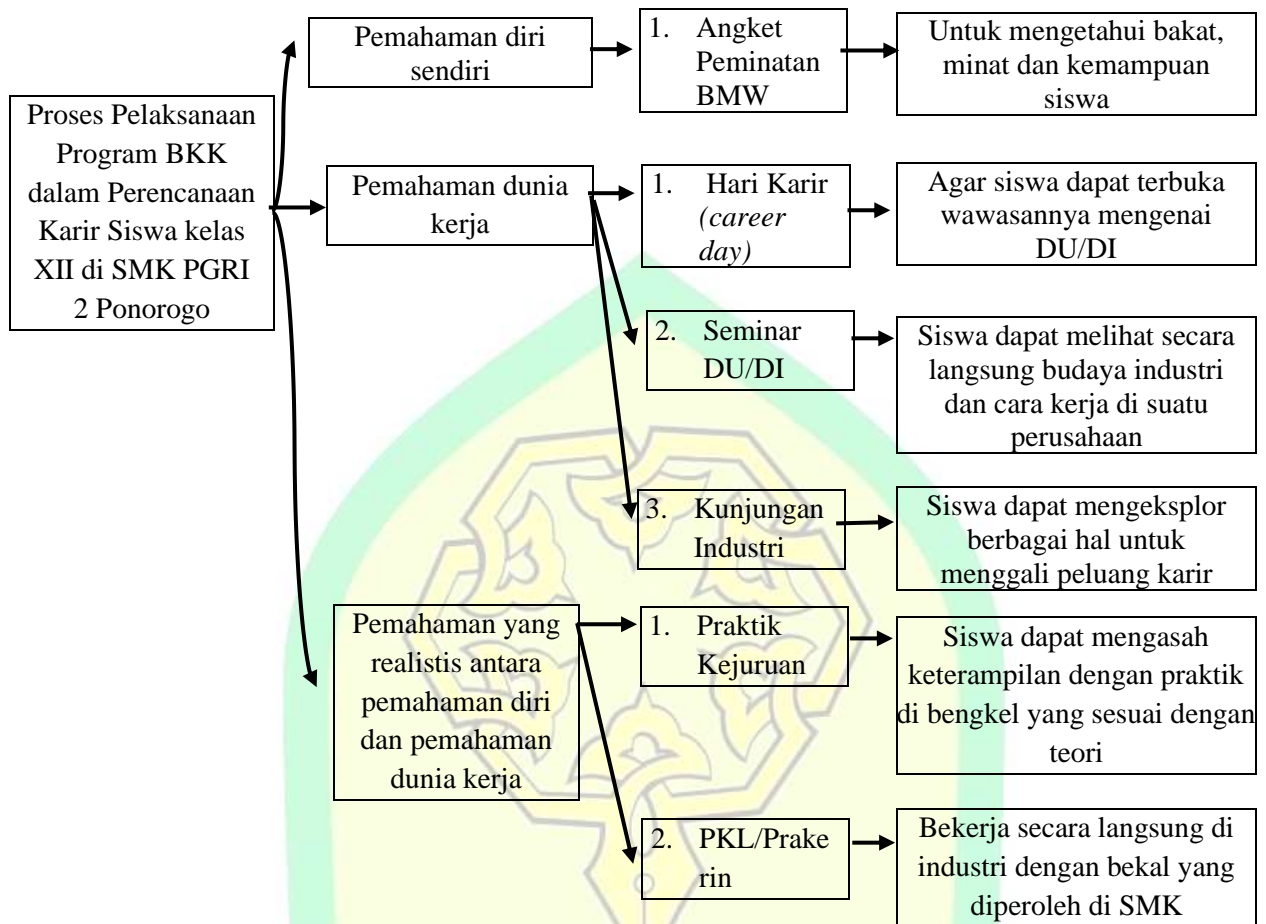 Proses Pelaksanaan
Program BKK
dalam Perencanaan
Karir Siswa kelas
XII di SMK PGRI
2 Ponorogo
Pemahaman diri
sendiri
1. Angket
Peminatan
BMW
Untuk mengetahui bakat,
minat dan kemampuan
siswa
Pemahaman dunia
kerja
1. Hari Karir
(career
day)
Agar siswa dapat terbuka
wawasannya mengenai
DU/DI
2. Seminar
DU/DI
Siswa dapat melihat secara
langsung budaya industri
dan cara kerja di suatu
perusahaan
3. Kunjungan
Industri
Siswa dapat mengeksplor
berbagai hal untuk
menggali peluang karir
Pemahaman yang
realistis antara
pemahaman diri
dan pemahaman
dunia kerja
1. Praktik
Kejuruan
Siswa dapat mengasah
keterampilan dengan praktik
di bengkel yang sesuai dengan
teori
2. PKL/Prake
rin
Bekerja secara langsung di
industri dengan bekal yang
diperoleh di SMK